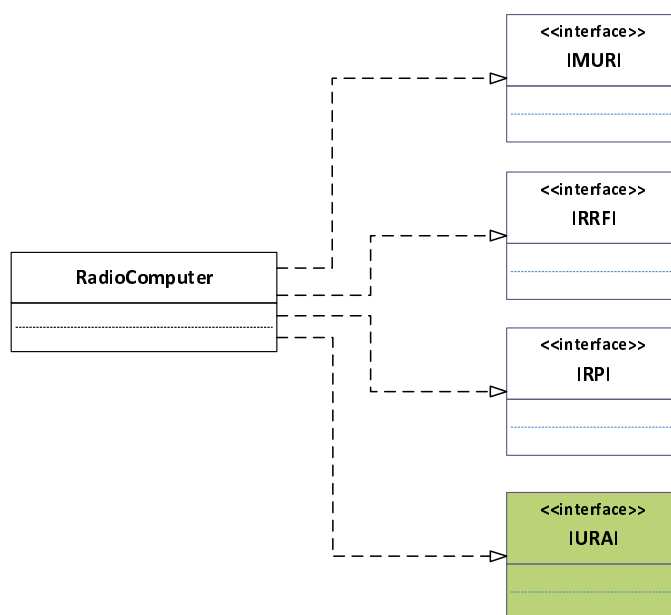 <<interface>>
IMURI
<<interface>>
IRRFI
RadioComputer
<<interface>>
IRPI
<<interface>>
IURAI